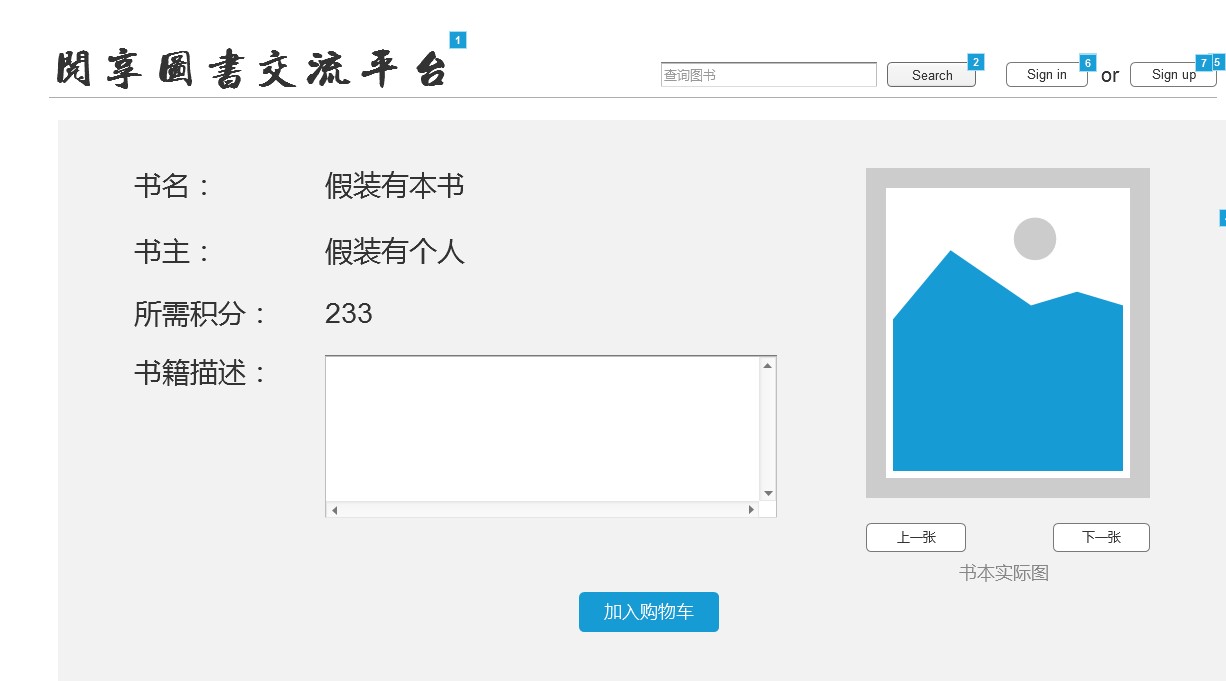 閱享圖書交流平台 1
查询图书 Search 2 Sign in 6 or Sign up 7 5
书名： 假装有本书
书主： 假装有个人
所需积分： 233
书籍描述：
上一张 下一张
书本实际图
加入购物车